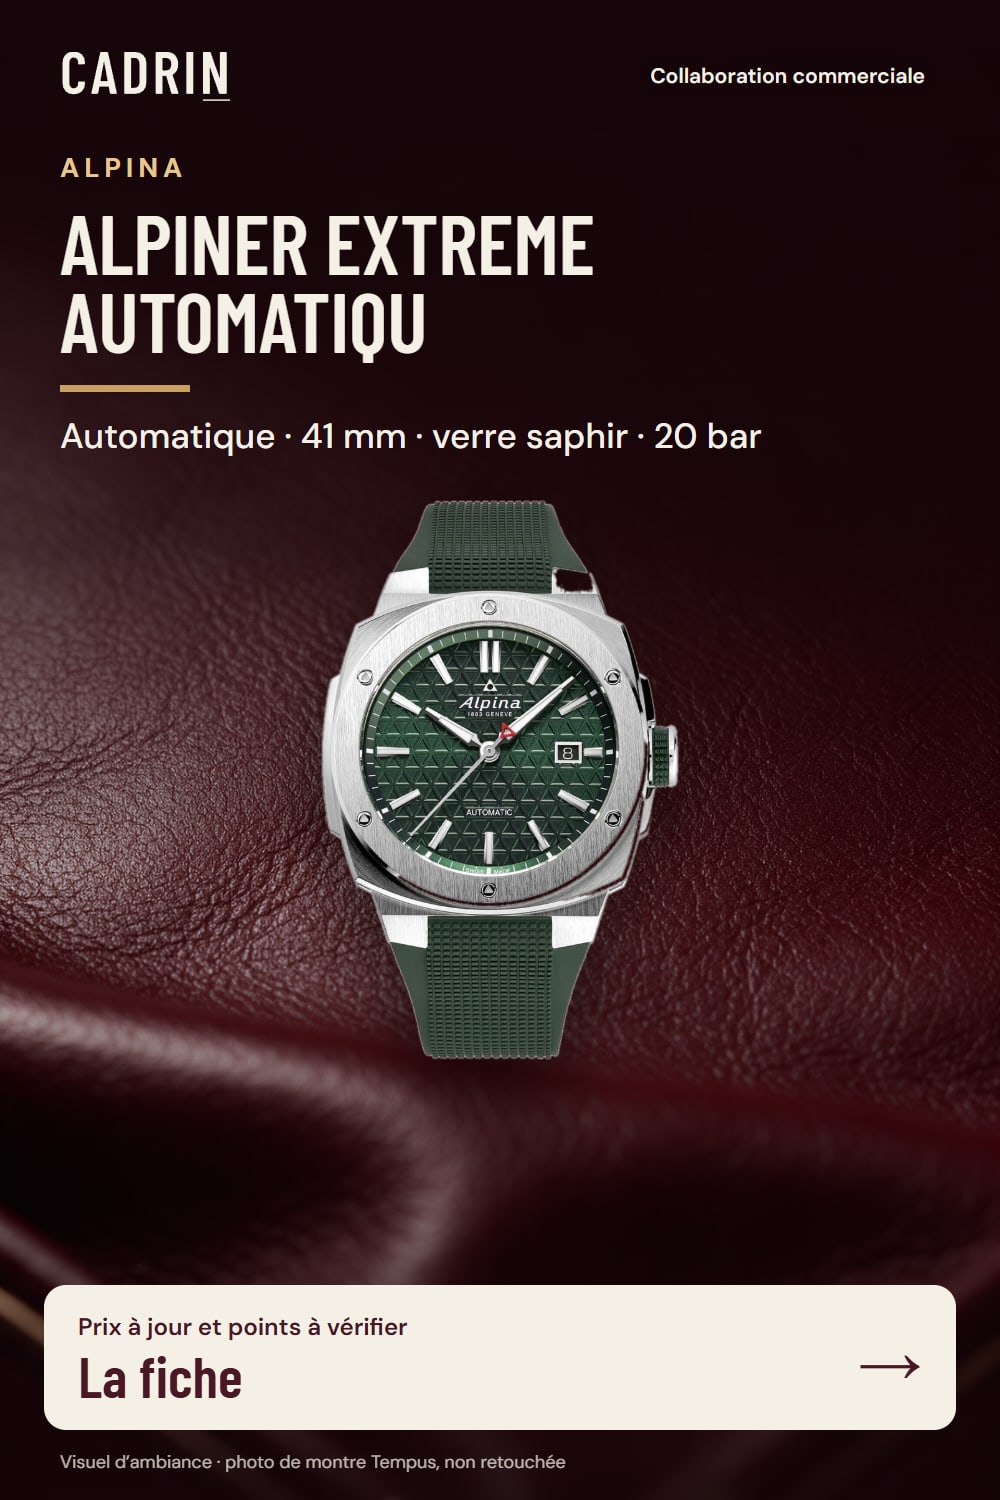 CADRIN
Collaboration commerciale
ALPINA
ALPINER EXTREME
AUTOMATIQU
Automatique · 41 mm · verre saphir · 20 bar
Alpina
1883 GENEVE
8
AUTOMATIC
Prix à jour et points à vérifier
La fiche
Visuel d’ambiance · photo de montre Tempus, non retouchée